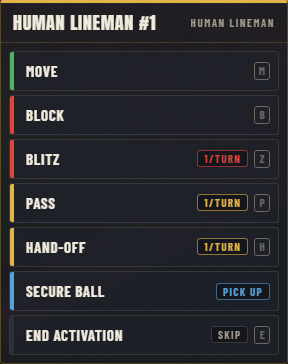 HUMAN LINEMAN #1 HUMAN LINEMAN
MOVE M
BLOCK B
BLITZ 1/TURN Z
PASS 1/TURN P
HAND-OFF 1/TURN H
SECURE BALL PICK UP
END ACTIVATION SKIP E